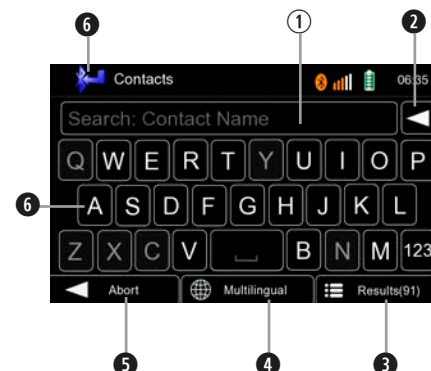 6 1 2
Contacts 06:35
Search: Contact Name
Q W E R T Y U I O P
6 A S D F G H J K L
Z X C V B N M 123
Abort Multilingual Results(91)
5 4 3